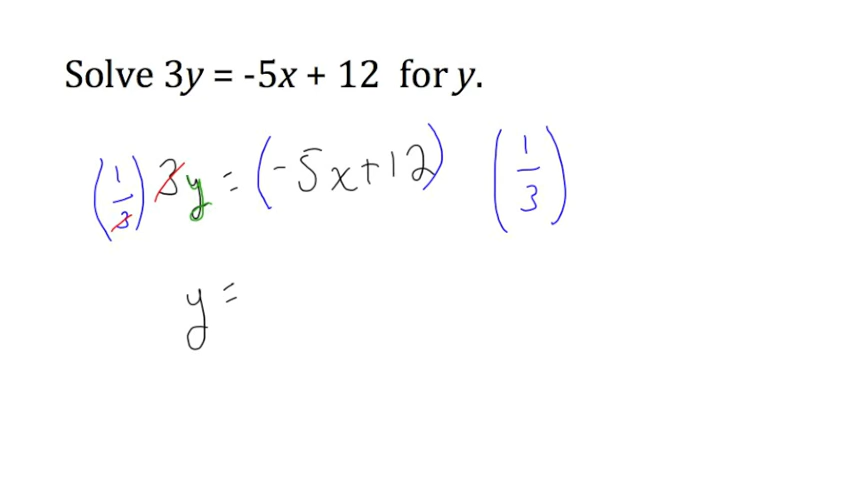 Solve 3y = -5x + 12 for y.
(1/3) 3y = (-5x+12) (1/3)
y =